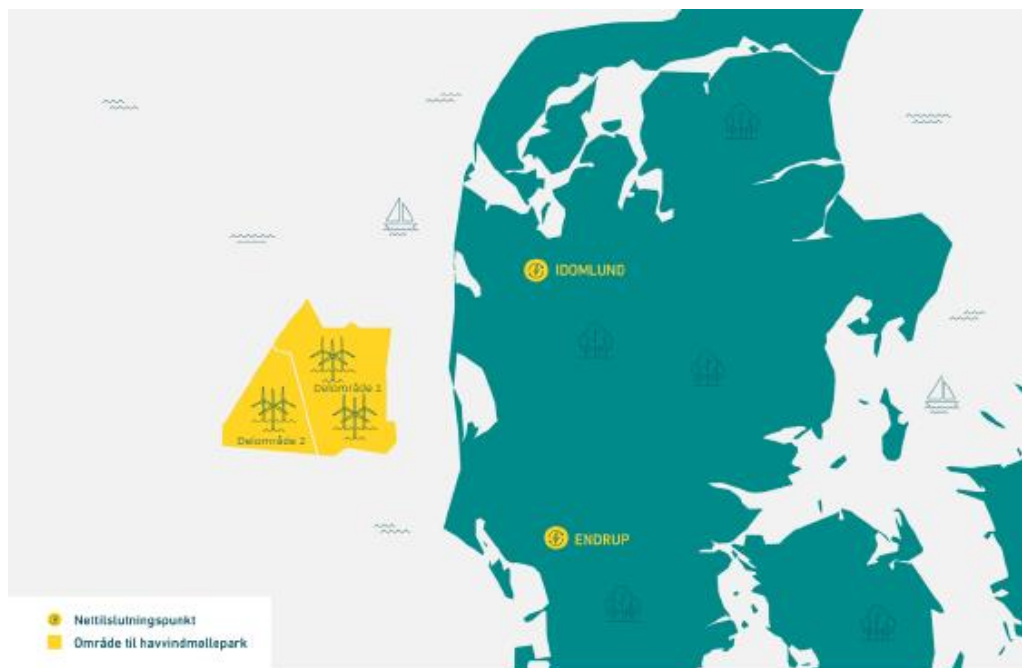 IDOMLUND
Delområde 1
Delområde 2
ENDRUP
Nettilslutningspunkt
Område til havvindmøllepark